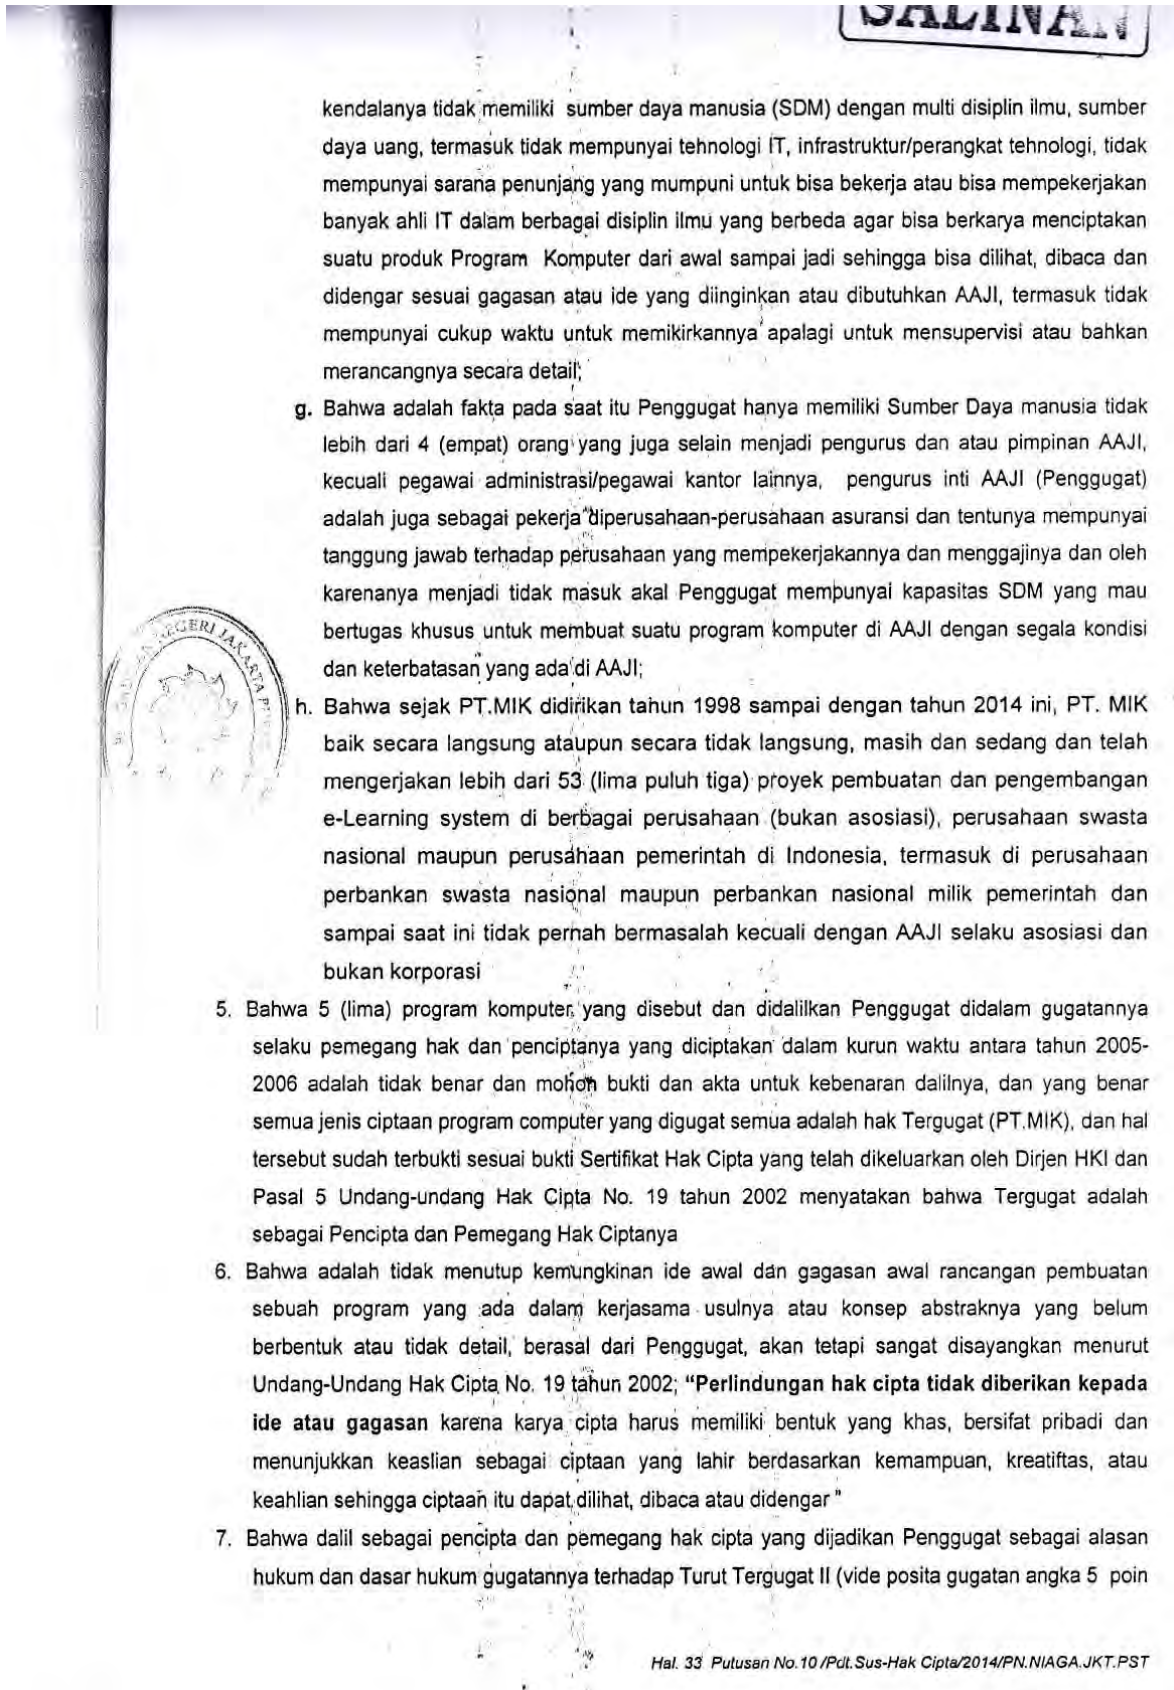 SALINAN
kendalanya tidak memiliki sumber daya manusia (SDM) dengan multi disiplin ilmu, sumber
daya uang, termasuk tidak mempunyai tehnologi IT, infrastruktur/perangkat tehnologi, tidak
mempunyai sarana penunjang yang mumpuni untuk bisa bekerja atau bisa mempekerjakan
banyak ahli IT dalam berbagai disiplin ilmu yang berbeda agar bisa berkarya menciptakan
suatu produk Program Komputer dari awal sampai jadi sehingga bisa dilihat, dibaca dan
didengar sesuai gagasan atau ide yang diinginkan atau dibutuhkan AAJI, termasuk tidak
mempunyai cukup waktu untuk memikirkannya apalagi untuk mensupervisi atau bahkan
merancangnya secara detail;
g. Bahwa adalah fakta pada saat itu Penggugat hanya memiliki Sumber Daya manusia tidak
lebih dari 4 (empat) orang yang juga selain menjadi pengurus dan atau pimpinan AAJI,
kecuali pegawai administrasi/pegawai kantor lainnya, pengurus inti AAJI (Penggugat)
adalah juga sebagai pekerja diperusahaan-perusahaan asuransi dan tentunya mempunyai
tanggung jawab terhadap perusahaan yang mempekerjakannya dan menggajinya dan oleh
karenanya menjadi tidak masuk akal Penggugat mempunyai kapasitas SDM yang mau
bertugas khusus untuk membuat suatu program komputer di AAJI dengan segala kondisi
dan keterbatasan yang ada di AAJI;
h. Bahwa sejak PT.MIK didirikan tahun 1998 sampai dengan tahun 2014 ini, PT. MIK
baik secara langsung ataupun secara tidak langsung, masih dan sedang dan telah
mengerjakan lebih dari 53 (lima puluh tiga) proyek pembuatan dan pengembangan
e-Learning system di berbagai perusahaan (bukan asosiasi), perusahaan swasta
nasional maupun perusahaan pemerintah di Indonesia, termasuk di perusahaan
perbankan swasta nasional maupun perbankan nasional milik pemerintah dan
sampai saat ini tidak pernah bermasalah kecuali dengan AAJI selaku asosiasi dan
bukan korporasi
5. Bahwa 5 (lima) program komputer yang disebut dan didalilkan Penggugat didalam gugatannya
selaku pemegang hak dan penciptanya yang diciptakan dalam kurun waktu antara tahun 2005-
2006 adalah tidak benar dan mohon bukti dan akta untuk kebenaran dalilnya, dan yang benar
semua jenis ciptaan program computer yang digugat semua adalah hak Tergugat (PT.MIK), dan hal
tersebut sudah terbukti sesuai bukti Sertifikat Hak Cipta yang telah dikeluarkan oleh Dirjen HKI dan
Pasal 5 Undang-undang Hak Cipta No. 19 tahun 2002 menyatakan bahwa Tergugat adalah
sebagai Pencipta dan Pemegang Hak Ciptanya
6. Bahwa adalah tidak menutup kemungkinan ide awal dan gagasan awal rancangan pembuatan
sebuah program yang ada dalam kerjasama usulnya atau konsep abstraknya yang belum
berbentuk atau tidak detail, berasal dari Penggugat, akan tetapi sangat disayangkan menurut
Undang-Undang Hak Cipta No. 19 tahun 2002; "Perlindungan hak cipta tidak diberikan kepada
ide atau gagasan karena karya cipta harus memiliki bentuk yang khas, bersifat pribadi dan
menunjukkan keaslian sebagai ciptaan yang lahir berdasarkan kemampuan, kreatiftas, atau
keahlian sehingga ciptaan itu dapat dilihat, dibaca atau didengar"
7. Bahwa dalil sebagai pencipta dan pemegang hak cipta yang dijadikan Penggugat sebagai alasan
hukum dan dasar hukum gugatannya terhadap Turut Tergugat II (vide posita gugatan angka 5 poin
Hal. 33 Putusan No.10/Pdt.Sus-Hak Cipta/2014/PN.NIAGA.JKT.PST